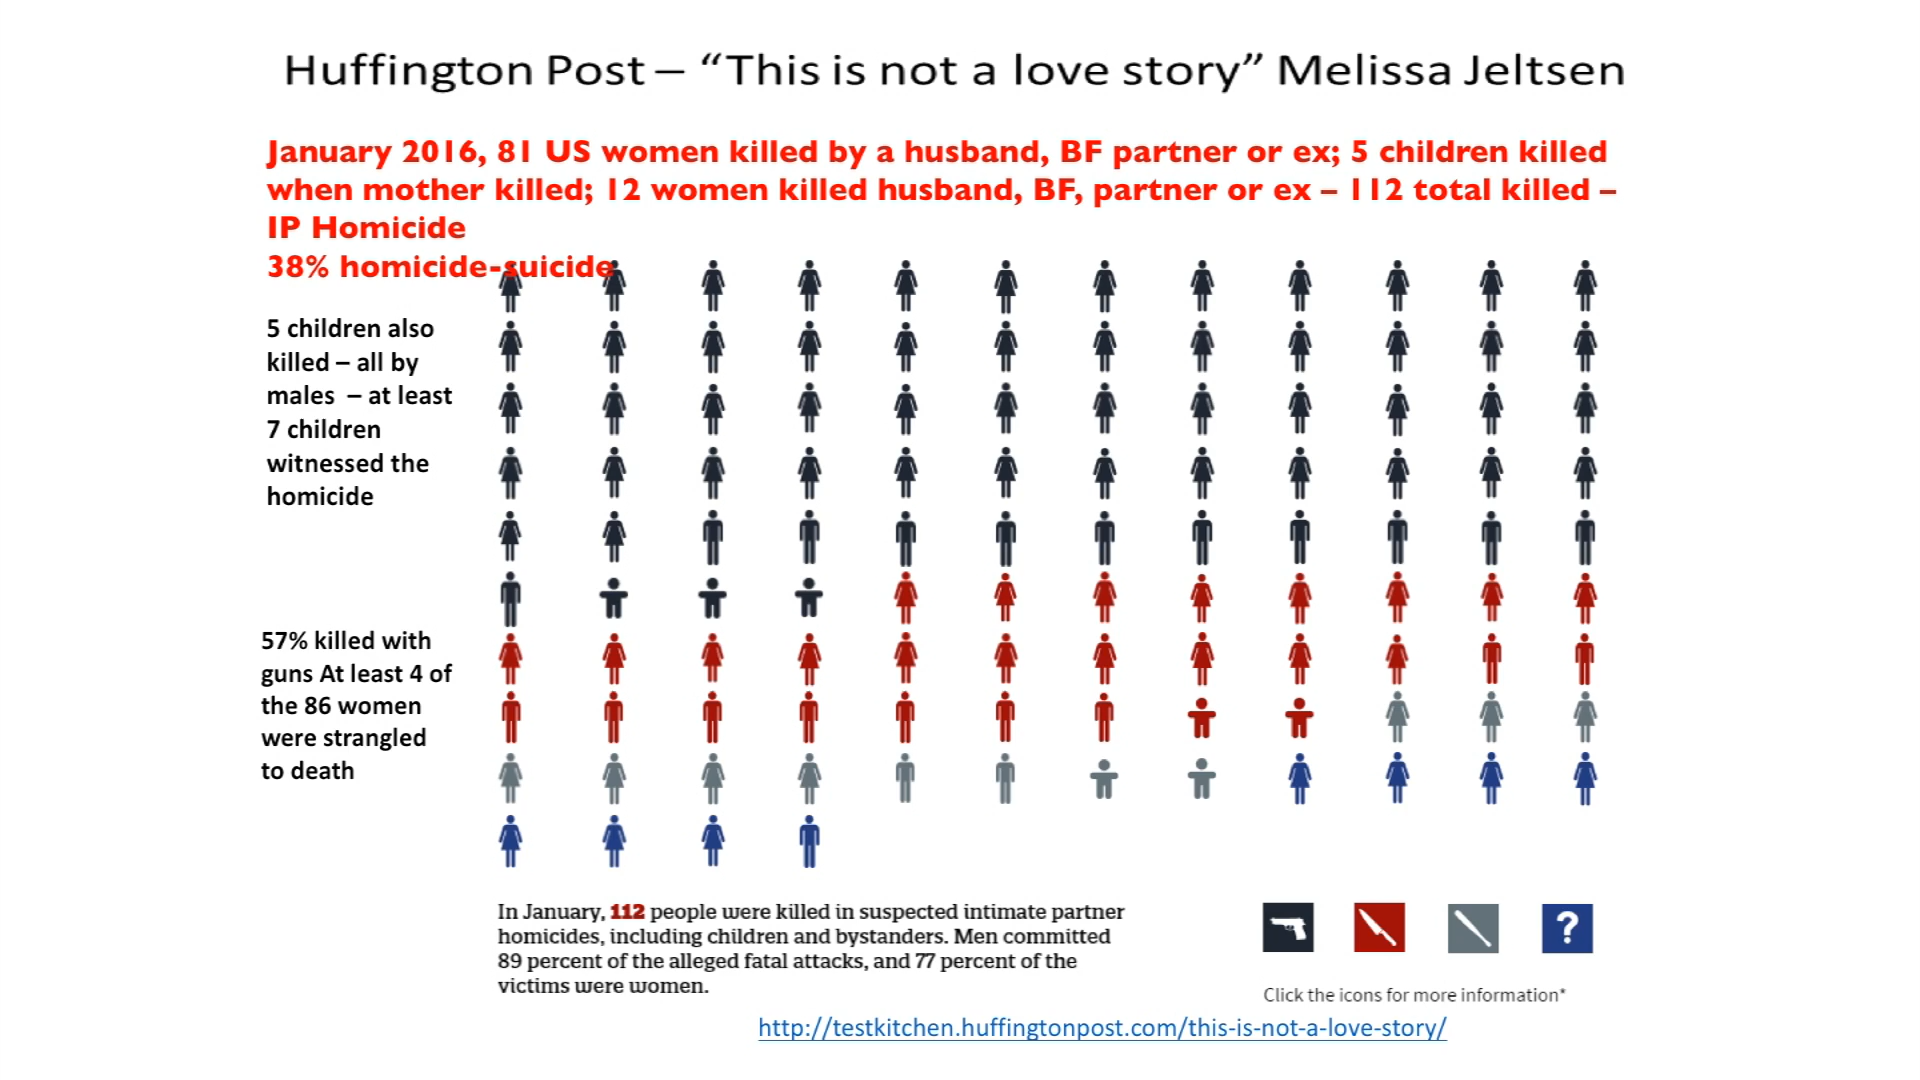 Huffington Post – “This is not a love story” Melissa Jeltsen
January 2016, 81 US women killed by a husband, BF partner or ex; 5 children killed
when mother killed; 12 women killed husband, BF, partner or ex – 112 total killed –
IP Homicide
38% homicide-suicide
5 children also
killed – all by
males – at least
7 children
witnessed the
homicide
57% killed with
guns At least 4 of
the 86 women
were strangled
to death
In January, 112 people were killed in suspected intimate partner
homicides, including children and bystanders. Men committed
89 percent of the alleged fatal attacks, and 77 percent of the
victims were women.
?
Click the icons for more information*
http://testkitchen.huffingtonpost.com/this-is-not-a-love-story/